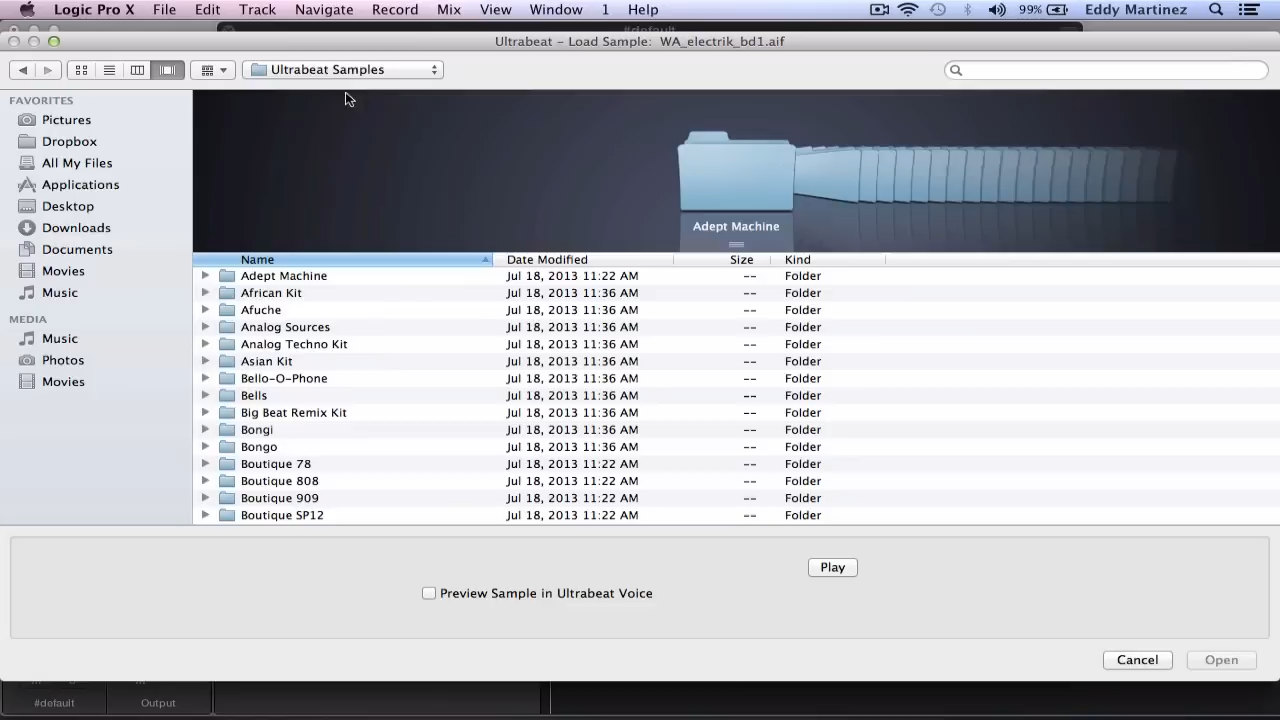 Logic Pro X File Edit Track Navigate Record Mix View Window 1 Help 99% Eddy Martinez
#default
Ultrabeat – Load Sample: WA_electrik_bd1.aif
Ultrabeat Samples
FAVORITES
Pictures
Dropbox
All My Files
Applications
Desktop
Downloads
Documents
Movies
Music
MEDIA
Music
Photos
Movies
Adept Machine
Name Date Modified Size Kind
Adept Machine Jul 18, 2013 11:22 AM -- Folder
African Kit Jul 18, 2013 11:36 AM -- Folder
Afuche Jul 18, 2013 11:36 AM -- Folder
Analog Sources Jul 18, 2013 11:36 AM -- Folder
Analog Techno Kit Jul 18, 2013 11:36 AM -- Folder
Asian Kit Jul 18, 2013 11:36 AM -- Folder
Bello-O-Phone Jul 18, 2013 11:36 AM -- Folder
Bells Jul 18, 2013 11:36 AM -- Folder
Big Beat Remix Kit Jul 18, 2013 11:36 AM -- Folder
Bongi Jul 18, 2013 11:36 AM -- Folder
Bongo Jul 18, 2013 11:36 AM -- Folder
Boutique 78 Jul 18, 2013 11:22 AM -- Folder
Boutique 808 Jul 18, 2013 11:22 AM -- Folder
Boutique 909 Jul 18, 2013 11:22 AM -- Folder
Boutique SP12 Jul 18, 2013 11:22 AM -- Folder
Play
Preview Sample in Ultrabeat Voice
Cancel Open
#default Output